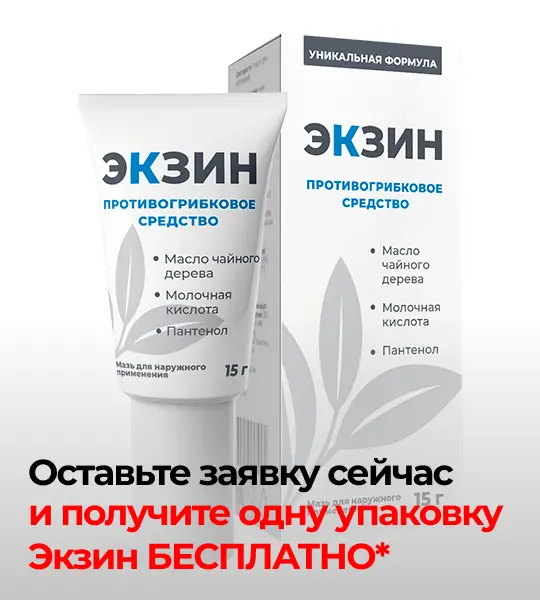 УНИКАЛЬНАЯ ФОРМУЛА
ЭКЗИН
ПРОТИВОГРИБКОВОЕ
СРЕДСТВО
• Масло чайного
дерева
• Молочная
кислота
• Пантенол
Мазь для наружного
применения
15 г
ЭКЗИН
ПРОТИВОГРИБКОВОЕ
СРЕДСТВО
• Масло
чайного
дерева
• Молочная
кислота
• Пантенол
Мазь для наружного
применения
15 г
Оставьте заявку сейчас
и получите одну упаковку
Экзин БЕСПЛАТНО*